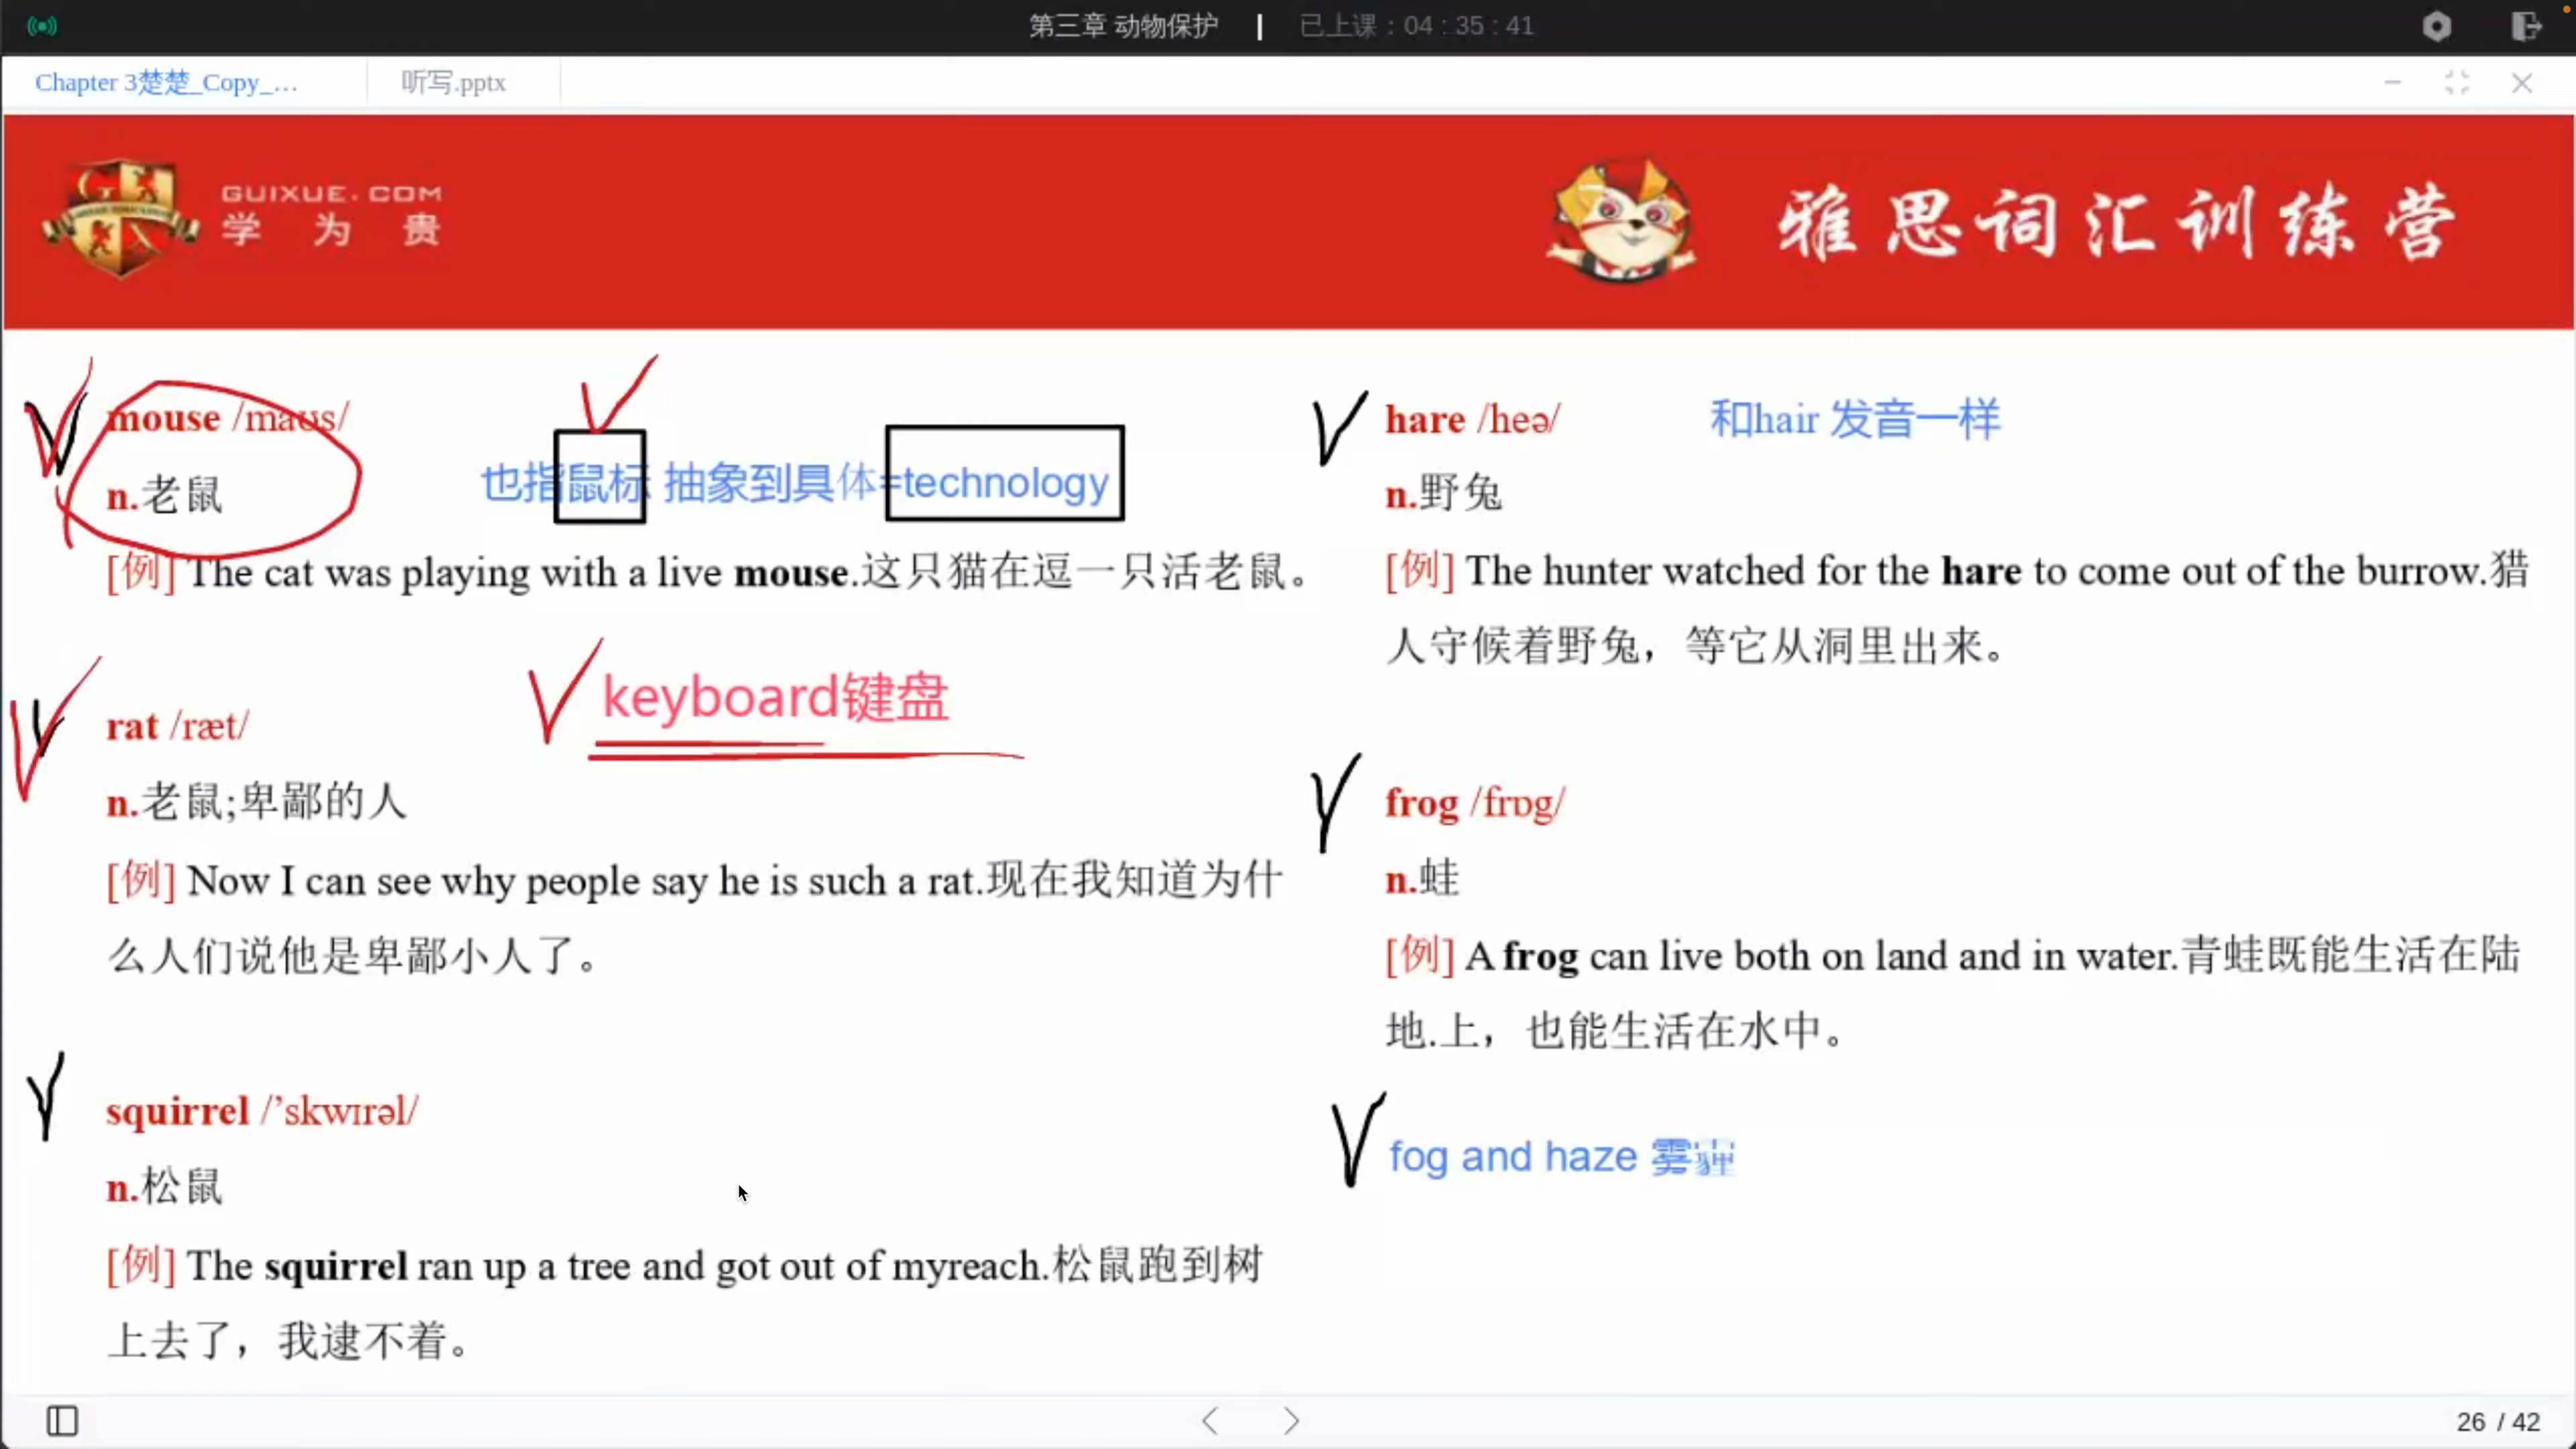 第三章 动物保护
已上课：04 : 35 : 41
Chapter 3楚楚_Copy_…
听写.pptx
GUIXUE.COM
学 为 贵
雅思词汇训练营
mouse /maʊs/
n.老鼠
也指鼠标 抽象到具体=technology
[例] The cat was playing with a live mouse.这只猫在逗一只活老鼠。
keyboard键盘
rat /ræt/
n.老鼠;卑鄙的人
[例] Now I can see why people say he is such a rat.现在我知道为什
么人们说他是卑鄙小人了。
squirrel /’skwɪrəl/
n.松鼠
[例] The squirrel ran up a tree and got out of myreach.松鼠跑到树
上去了，我逮不着。
hare /heə/
和hair 发音一样
n.野兔
[例] The hunter watched for the hare to come out of the burrow.猎
人守候着野兔，等它从洞里出来。
frog /frɒg/
n.蛙
[例] A frog can live both on land and in water.青蛙既能生活在陆
地.上，也能生活在水中。
fog and haze 雾霾
26 / 42